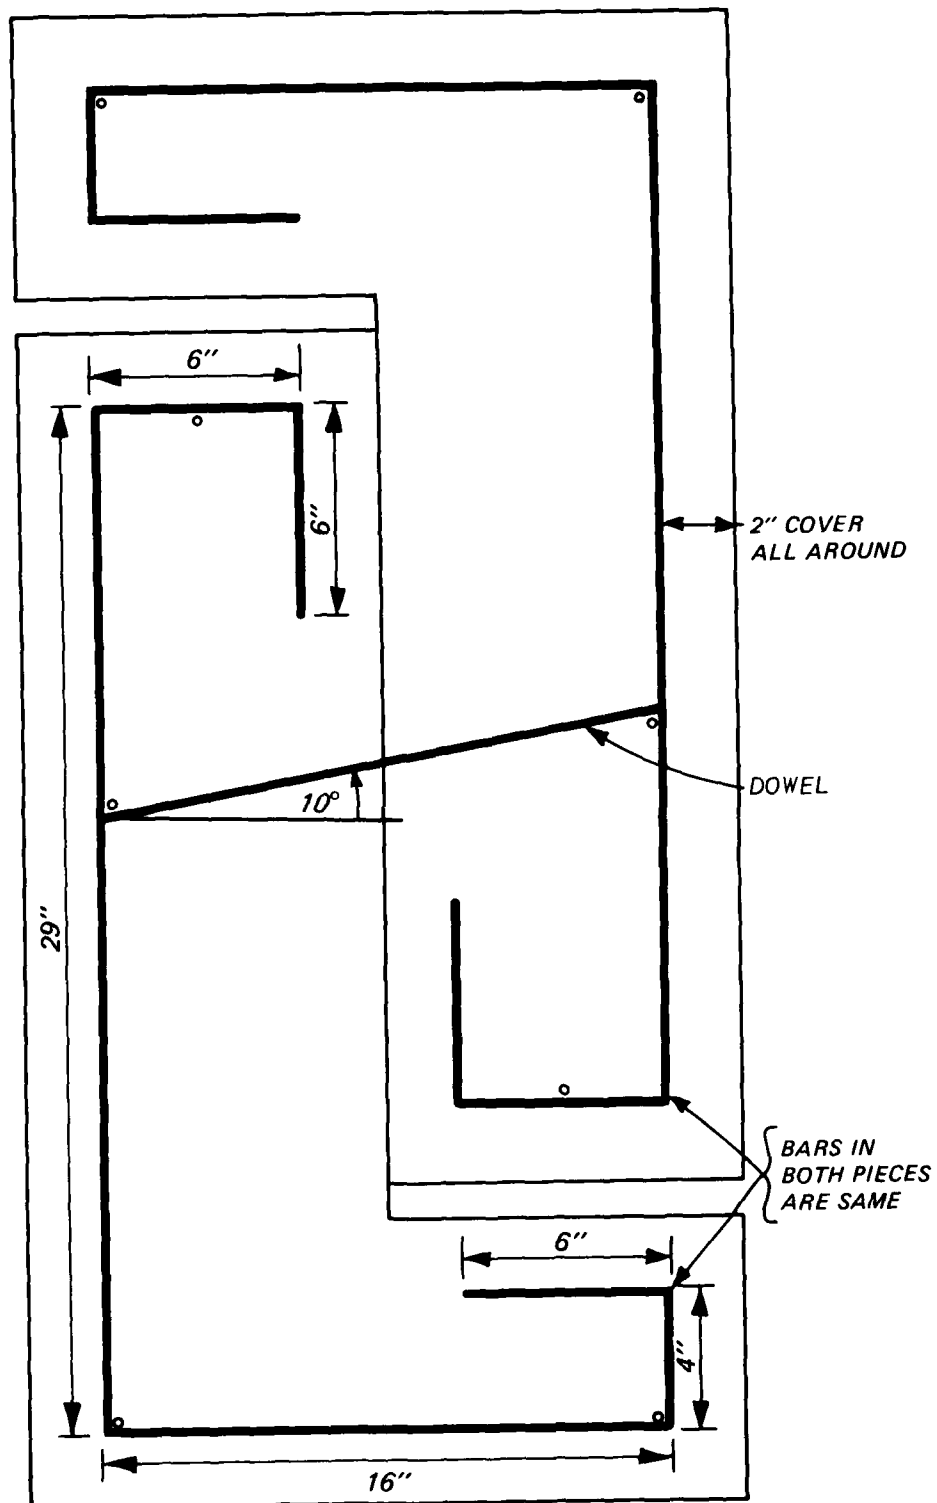 6"
6"
2" COVER
ALL AROUND
10°
DOWEL
29"
BARS IN
BOTH PIECES
ARE SAME
6"
4"
16"